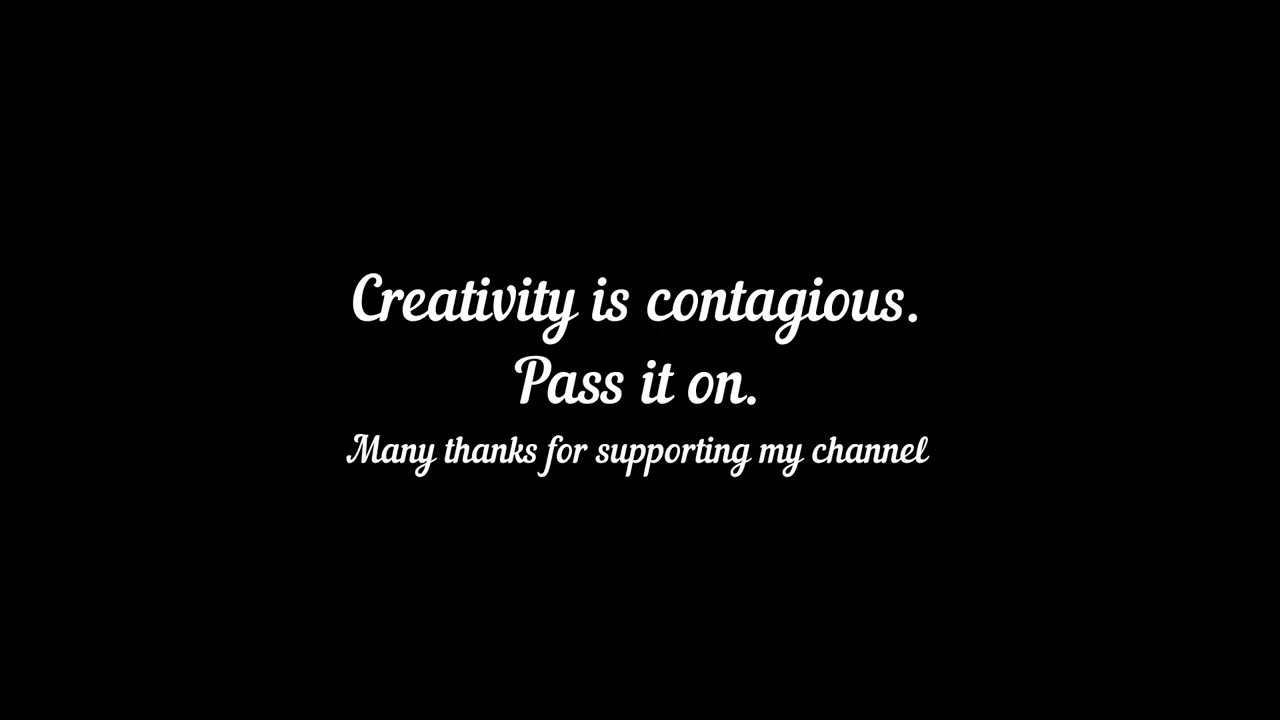 Creativity is contagious.
Pass it on.
Many thanks for supporting my channel